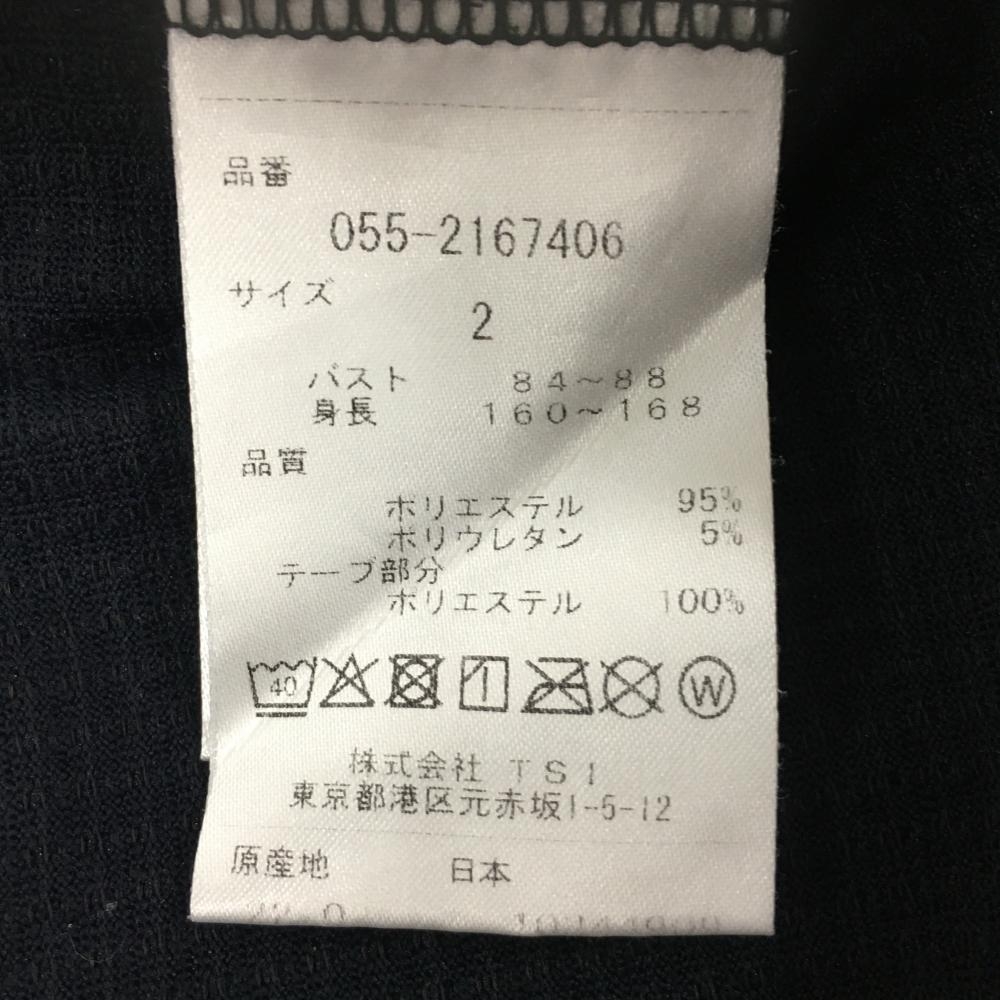 品番
055-2167406
サイズ
2
バスト 84~88
身長 160~168
品質
ポリエステル 95%
ポリウレタン 5%
テープ部分
ポリエステル 100%
40 W
株式会社 TSI
東京都港区元赤坂1-5-12
原産地 日本